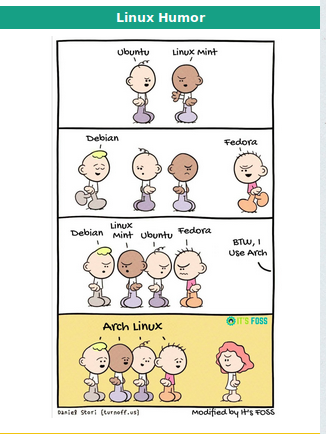 Linux Humor
Ubuntu
Linux Mint
Debian
Fedora
Debian
Linux
Mint
Ubuntu
Fedora
BTW, I
Use Arch
IT'S FOSS
Arch Linux
Daniel Stori {turnoff.us}
Modified by It's FOSS